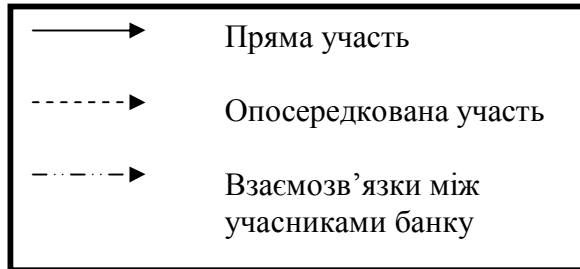 Пряма участь
Опосередкована участь
Взаємозв’язки між
учасниками банку